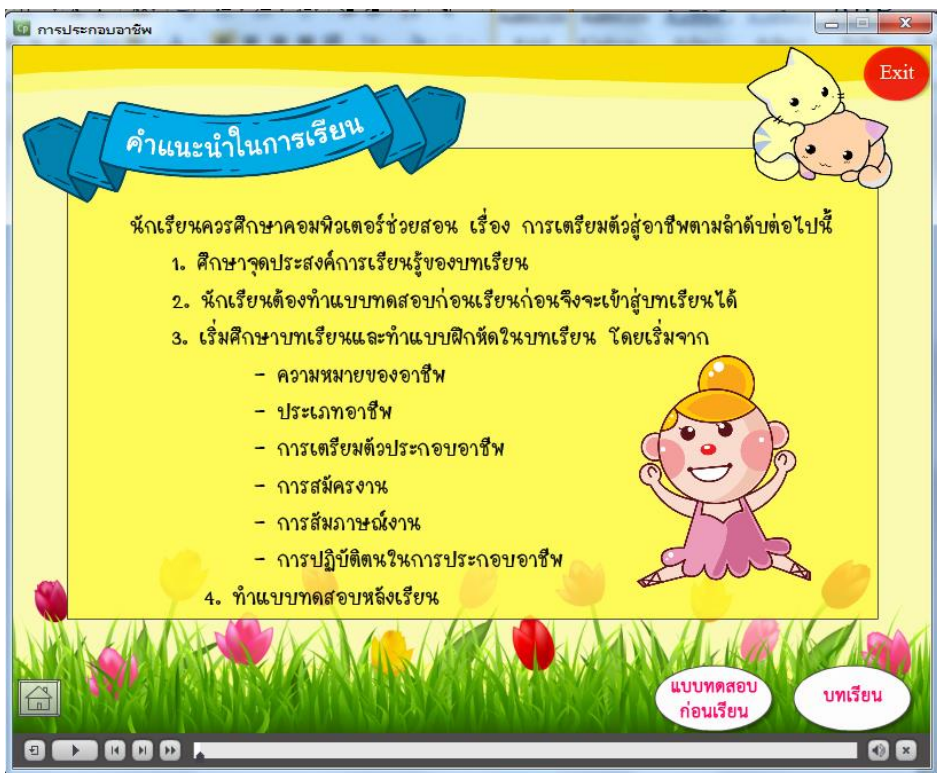 การประกอบอาชีพ
Exit
คำแนะนำในการเรียน
นักเรียนควรศึกษาคอมพิวเตอร์ช่วยสอน เรื่อง การเตรียมตัวสู่อาชีพตามลำดับต่อไปนี้
1. ศึกษาจุดประสงค์การเรียนรู้ของบทเรียน
2. นักเรียนต้องทำแบบทดสอบก่อนเรียนก่อนจึงจะเข้าสู่บทเรียนได้
3. เริ่มศึกษาบทเรียนและทำแบบฝึกหัดในบทเรียน โดยเริ่มจาก
- ความหมายของอาชีพ
- ประเภทอาชีพ
- การเตรียมตัวประกอบอาชีพ
- การสมัครงาน
- การสัมภาษณ์งาน
- การปฏิบัติตนในการประกอบอาชีพ
4. ทำแบบทดสอบหลังเรียน
แบบทดสอบ
ก่อนเรียน
บทเรียน